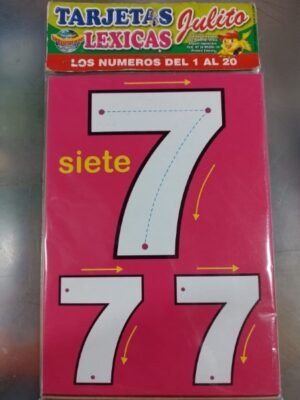 TARJETAS
LEXICAS
Julito
LOS NUMEROS DEL 1 AL 20
7
siete
7 7